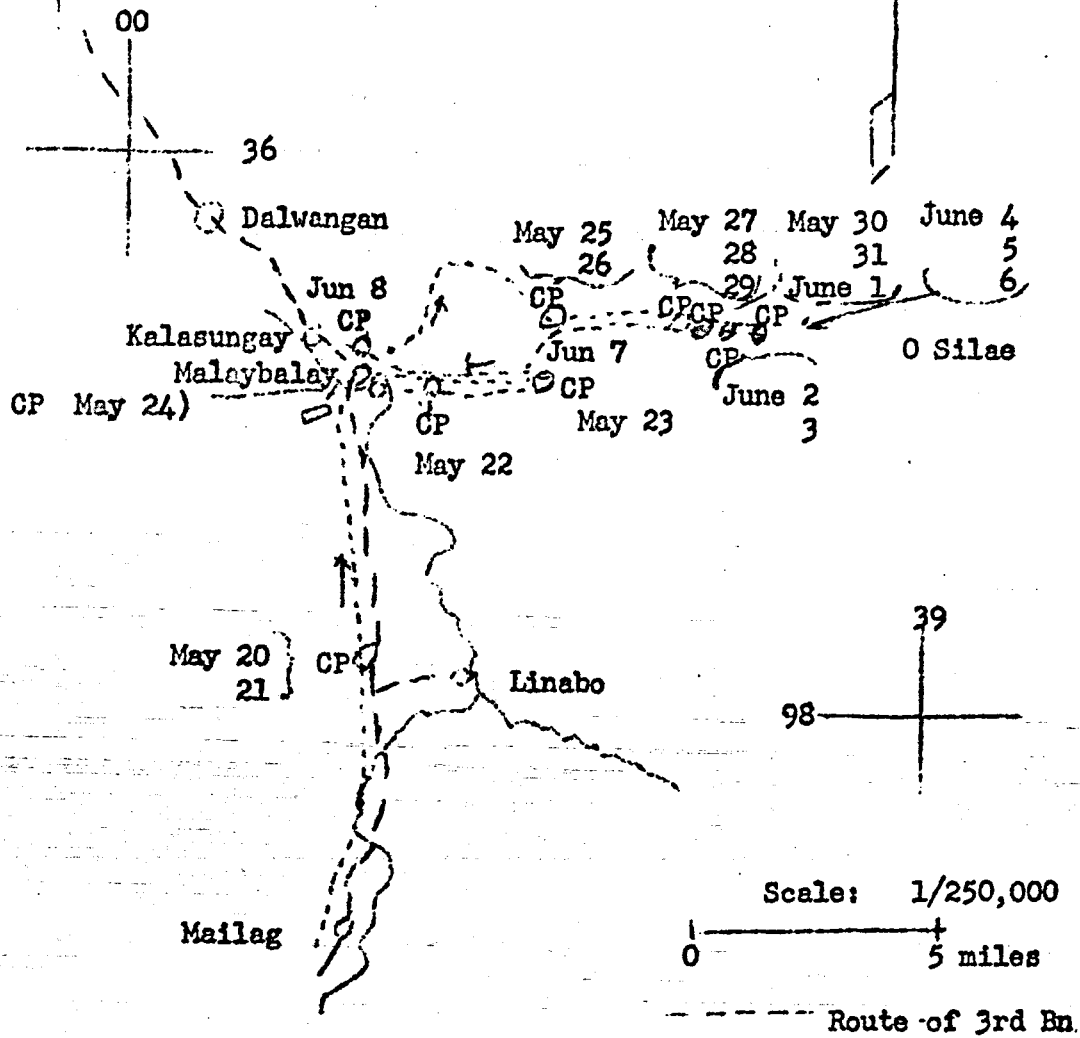 00
36
Dalwangan
May 25
26
May 27
28
29
May 30
31
June 1
June 4
5
6
Jun 8
CP
Kalasungay
Malaybalay
CP May 24)
CP
CP
CP
CP
CP
O Silae
Jun 7
CP
May 23
June 2
3
CP
May 22
May 20
21
CP
Linabo
39
98
Mailag
Scale: 1/250,000
0 5 miles
Route of 3rd Bn.